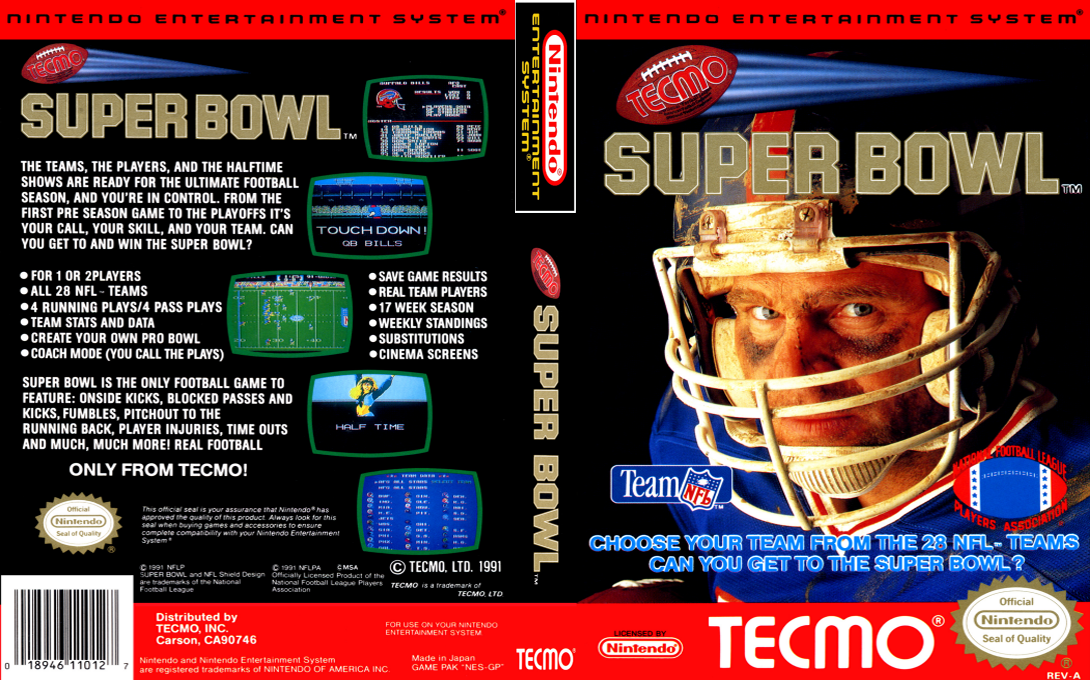 NINTENDO ENTERTAINMENT SYSTEM®
TECMO
SUPER BOWL™
THE TEAMS, THE PLAYERS, AND THE HALFTIME
SHOWS ARE READY FOR THE ULTIMATE FOOTBALL
SEASON, AND YOU'RE IN CONTROL. FROM THE
FIRST PRE SEASON GAME TO THE PLAYOFFS IT'S
YOUR CALL, YOUR SKILL, AND YOUR TEAM. CAN
YOU GET TO AND WIN THE SUPER BOWL?
● FOR 1 OR 2PLAYERS
● ALL 28 NFL™ TEAMS
● 4 RUNNING PLAYS/4 PASS PLAYS
● TEAM STATS AND DATA
● CREATE YOUR OWN PRO BOWL
● COACH MODE (YOU CALL THE PLAYS)
● SAVE GAME RESULTS
● REAL TEAM PLAYERS
● 17 WEEK SEASON
● WEEKLY STANDINGS
● SUBSTITUTIONS
● CINEMA SCREENS
SUPER BOWL IS THE ONLY FOOTBALL GAME TO
FEATURE: ONSIDE KICKS, BLOCKED PASSES AND
KICKS, FUMBLES, PITCHOUT TO THE
RUNNING BACK, PLAYER INJURIES, TIME OUTS
AND MUCH, MUCH MORE! REAL FOOTBALL
ONLY FROM TECMO!
BUFFALO BILLS
TOUCH DOWN!
QB BILLS
HALF TIME
TEAM DATA
Official
Nintendo
Seal of Quality
®
This official seal is your assurance that Nintendo® has
approved the quality of this product. Always look for this
seal when buying games and accessories to ensure
complete compatibility with your Nintendo Entertainment
System®
© 1991 NFLP
SUPER BOWL and NFL Shield Design
are trademarks of the National
Football League
© 1991 NFLPA ©MSA
Officially Licensed Product of the
National Football League Players
Association
© TECMO, LTD. 1991
TECMO is a trademark of
TECMO, LTD.
0 18946 11012 7
Distributed by
TECMO, INC.
Carson, CA90746
Nintendo and Nintendo Entertainment System
are registered trademarks of NINTENDO OF AMERICA INC.
FOR USE ON YOUR NINTENDO
ENTERTAINMENT SYSTEM
Made in Japan
GAME PAK "NES-GP"
Nintendo®
ENTERTAINMENT
SYSTEM®
TECMO
SUPER BOWL™
TECMO®
NINTENDO ENTERTAINMENT SYSTEM®
TECMO
SUPER BOWL™
Team NFL™
NATIONAL FOOTBALL LEAGUE
PLAYERS ASSOCIATION
CHOOSE YOUR TEAM FROM THE 28 NFL™ TEAMS
CAN YOU GET TO THE SUPER BOWL?
LICENSED BY
Nintendo®
TECMO®
Official
Nintendo
Seal of Quality
®
REV-A